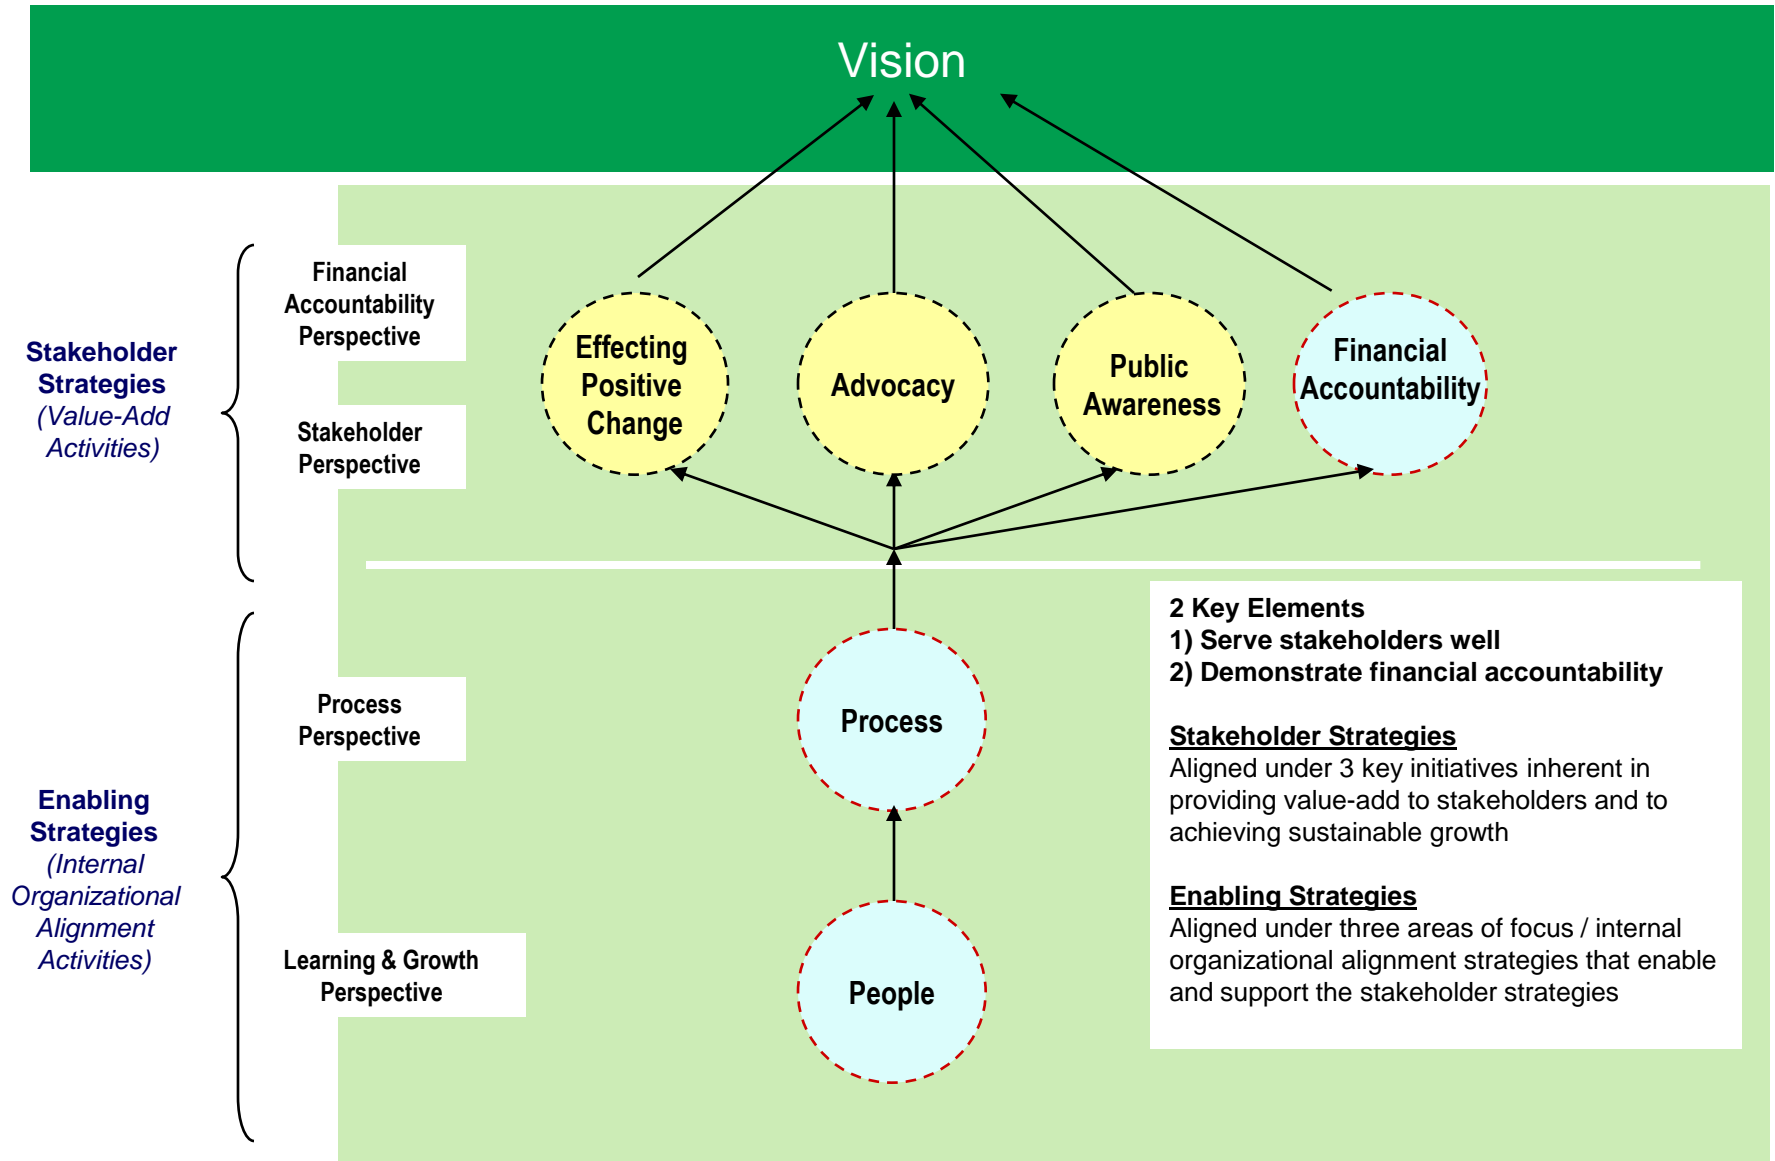 Vision
Financial
Accountability
Perspective
Stakeholder
Strategies
(Value-Add
Activities)
Stakeholder
Perspective
Effecting
Positive
Change
Advocacy
Public
Awareness
Financial
Accountability
Process
Perspective
Enabling
Strategies
(Internal
Organizational
Alignment
Activities)
Learning & Growth
Perspective
Process
People
2 Key Elements
1) Serve stakeholders well
2) Demonstrate financial accountability
Stakeholder Strategies
Aligned under 3 key initiatives inherent in
providing value-add to stakeholders and to
achieving sustainable growth
Enabling Strategies
Aligned under three areas of focus / internal
organizational alignment strategies that enable
and support the stakeholder strategies